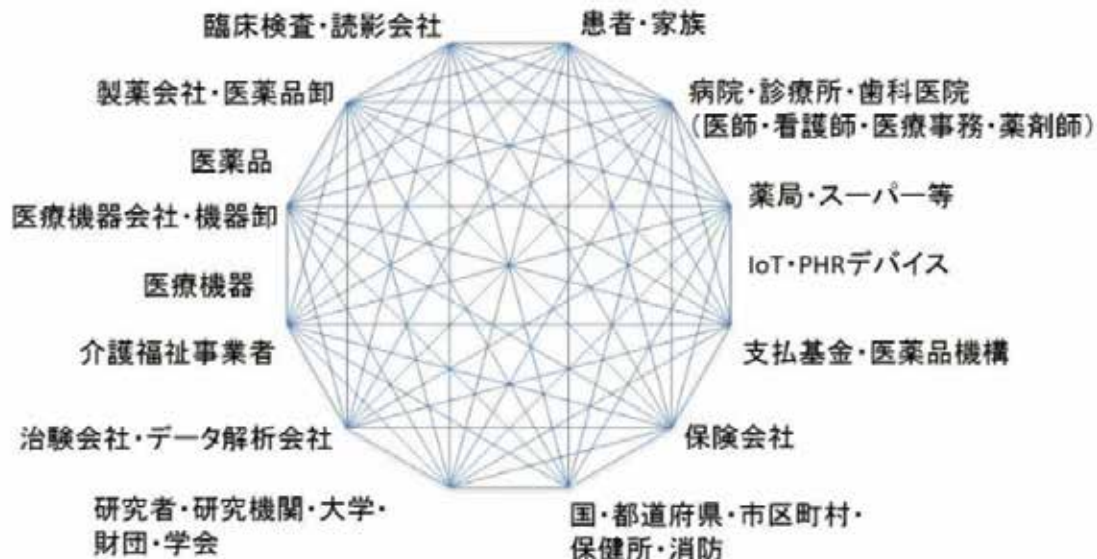 臨床検査・読影会社
患者・家族
製薬会社・医薬品卸
病院・診療所・歯科医院
(医師・看護師・医療事務・薬剤師)
医薬品
薬局・スーパー等
医療機器会社・機器卸
IoT・PHRデバイス
医療機器
介護福祉事業者
支払基金・医薬品機構
治験会社・データ解析会社
保険会社
研究者・研究機関・大学・
財団・学会
国・都道府県・市区町村・
保健所・消防